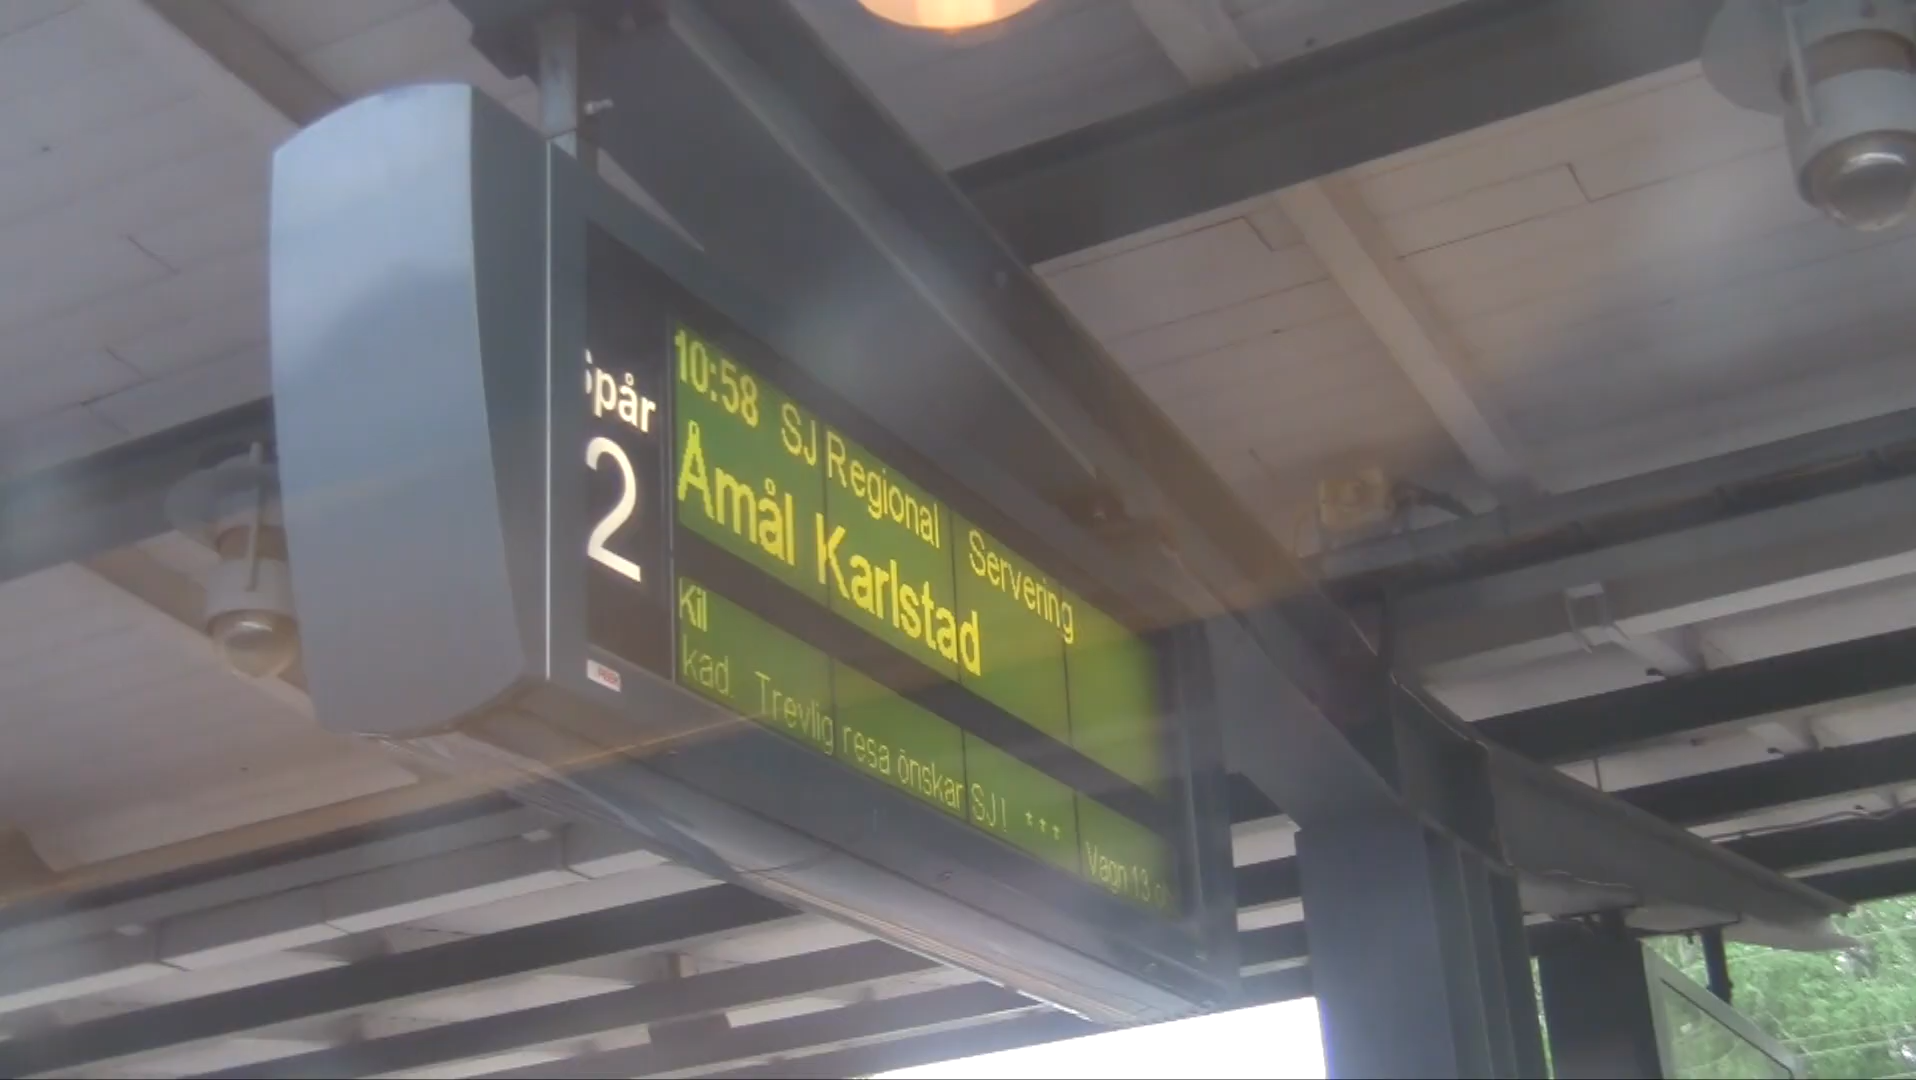 Spår
2
10:58 SJ Regional Servering
Åmål Karlstad
Kil
kad. Trevlig resa önskar SJ! *** Vagn 13